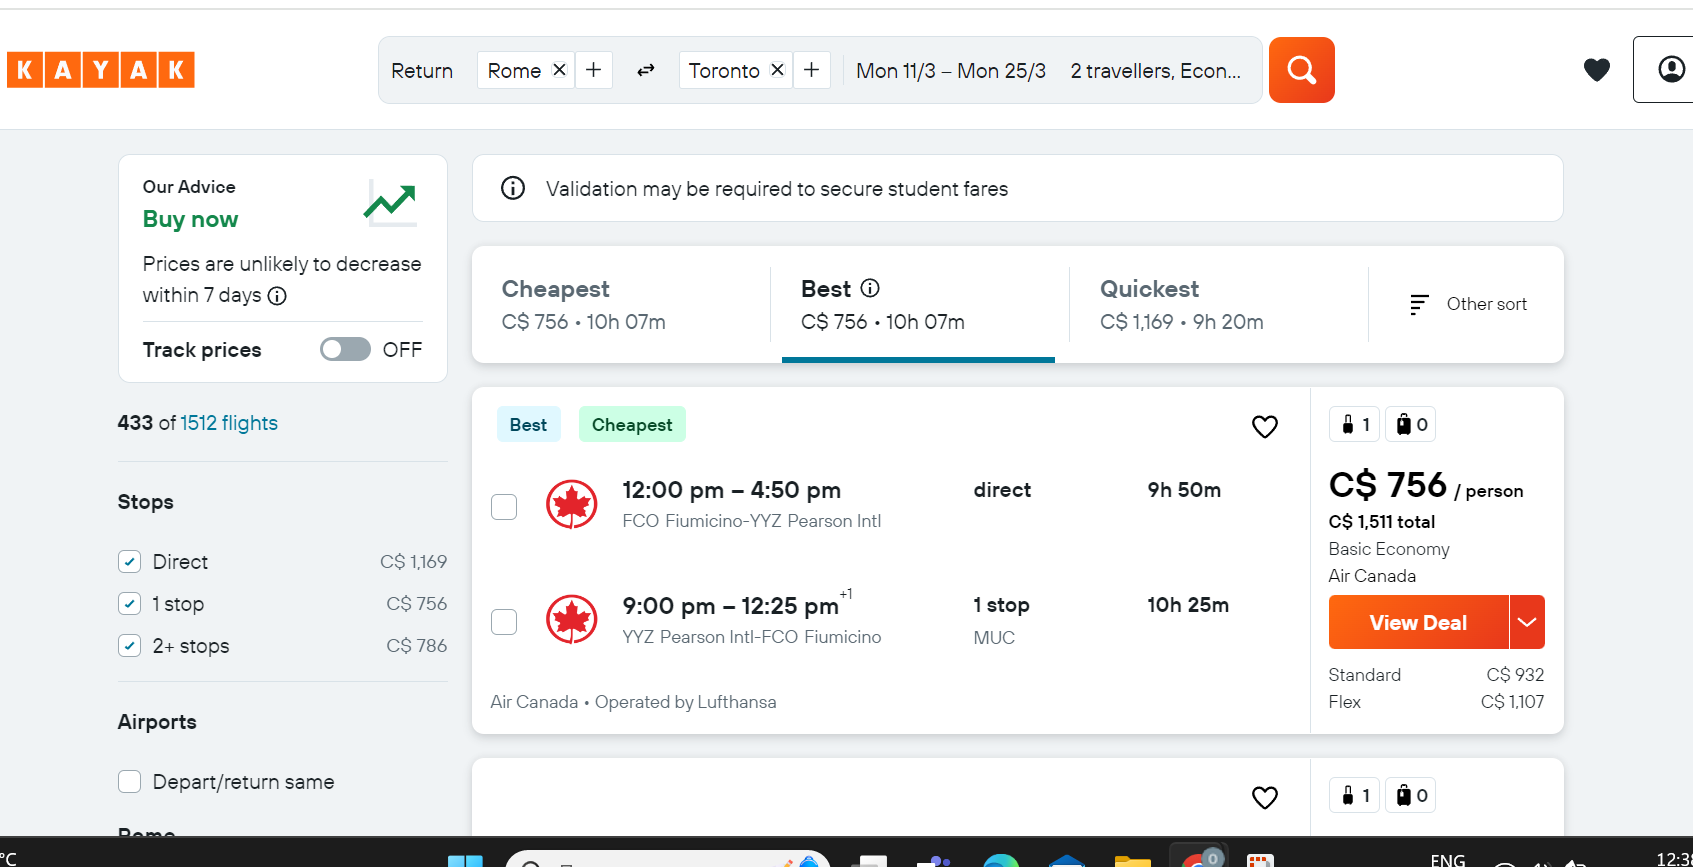 KAYAK
Return Rome Toronto Mon 11/3 – Mon 25/3 2 travellers, Econ...
Our Advice
Buy now
Prices are unlikely to decrease
within 7 days
Track prices OFF
433 of 1512 flights
Stops
Direct C$ 1,169
1 stop C$ 756
2+ stops C$ 786
Airports
Depart/return same
Validation may be required to secure student fares
Cheapest
C$ 756 • 10h 07m
Best
C$ 756 • 10h 07m
Quickest
C$ 1,169 • 9h 20m
Other sort
Best Cheapest
12:00 pm – 4:50 pm direct 9h 50m
FCO Fiumicino-YYZ Pearson Intl
9:00 pm – 12:25 pm+1 1 stop 10h 25m
YYZ Pearson Intl-FCO Fiumicino MUC
Air Canada • Operated by Lufthansa
1 0
C$ 756 / person
C$ 1,511 total
Basic Economy
Air Canada
View Deal
Standard C$ 932
Flex C$ 1,107
1 0
°C 0 ENG